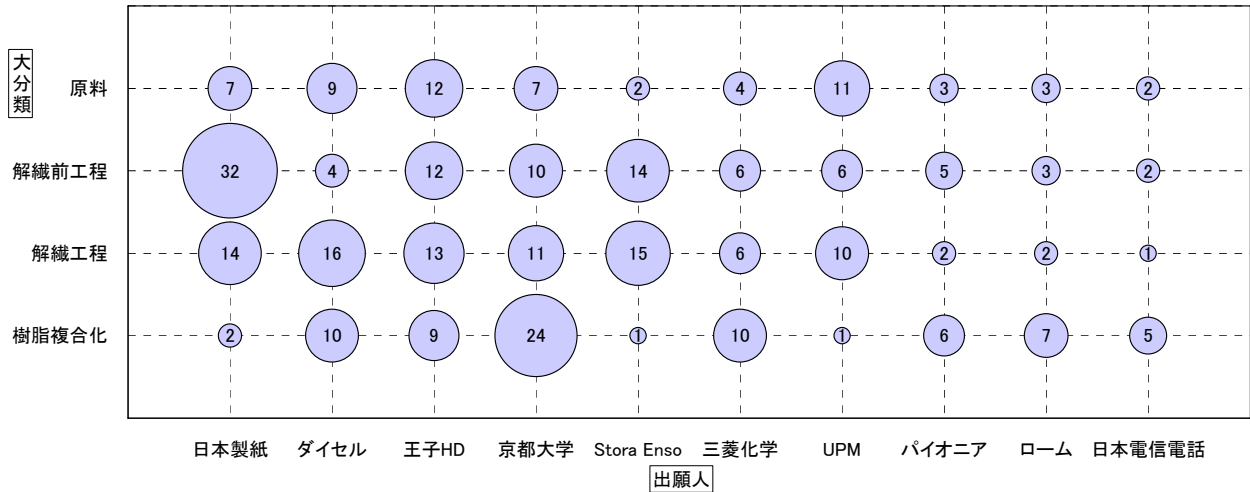 大分類
原料 7 9 12 7 2 4 11 3 3 2
解繊前工程 32 4 12 10 14 6 6 5 3 2
解繊工程 14 16 13 11 15 6 10 2 2 1
樹脂複合化 2 10 9 24 1 10 1 6 7 5
日本製紙 ダイセル 王子HD 京都大学 Stora Enso 三菱化学 UPM パイオニア ローム 日本電信電話
出願人